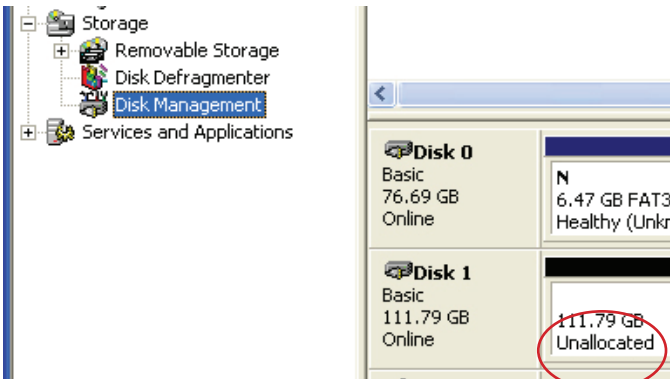 Storage
Removable Storage
Disk Defragmenter
Disk Management
Services and Applications
Disk 0
Basic
76.69 GB
Online
N
6.47 GB FAT3
Healthy (Unkr
Disk 1
Basic
111.79 GB
Online
111.79 GB
Unallocated